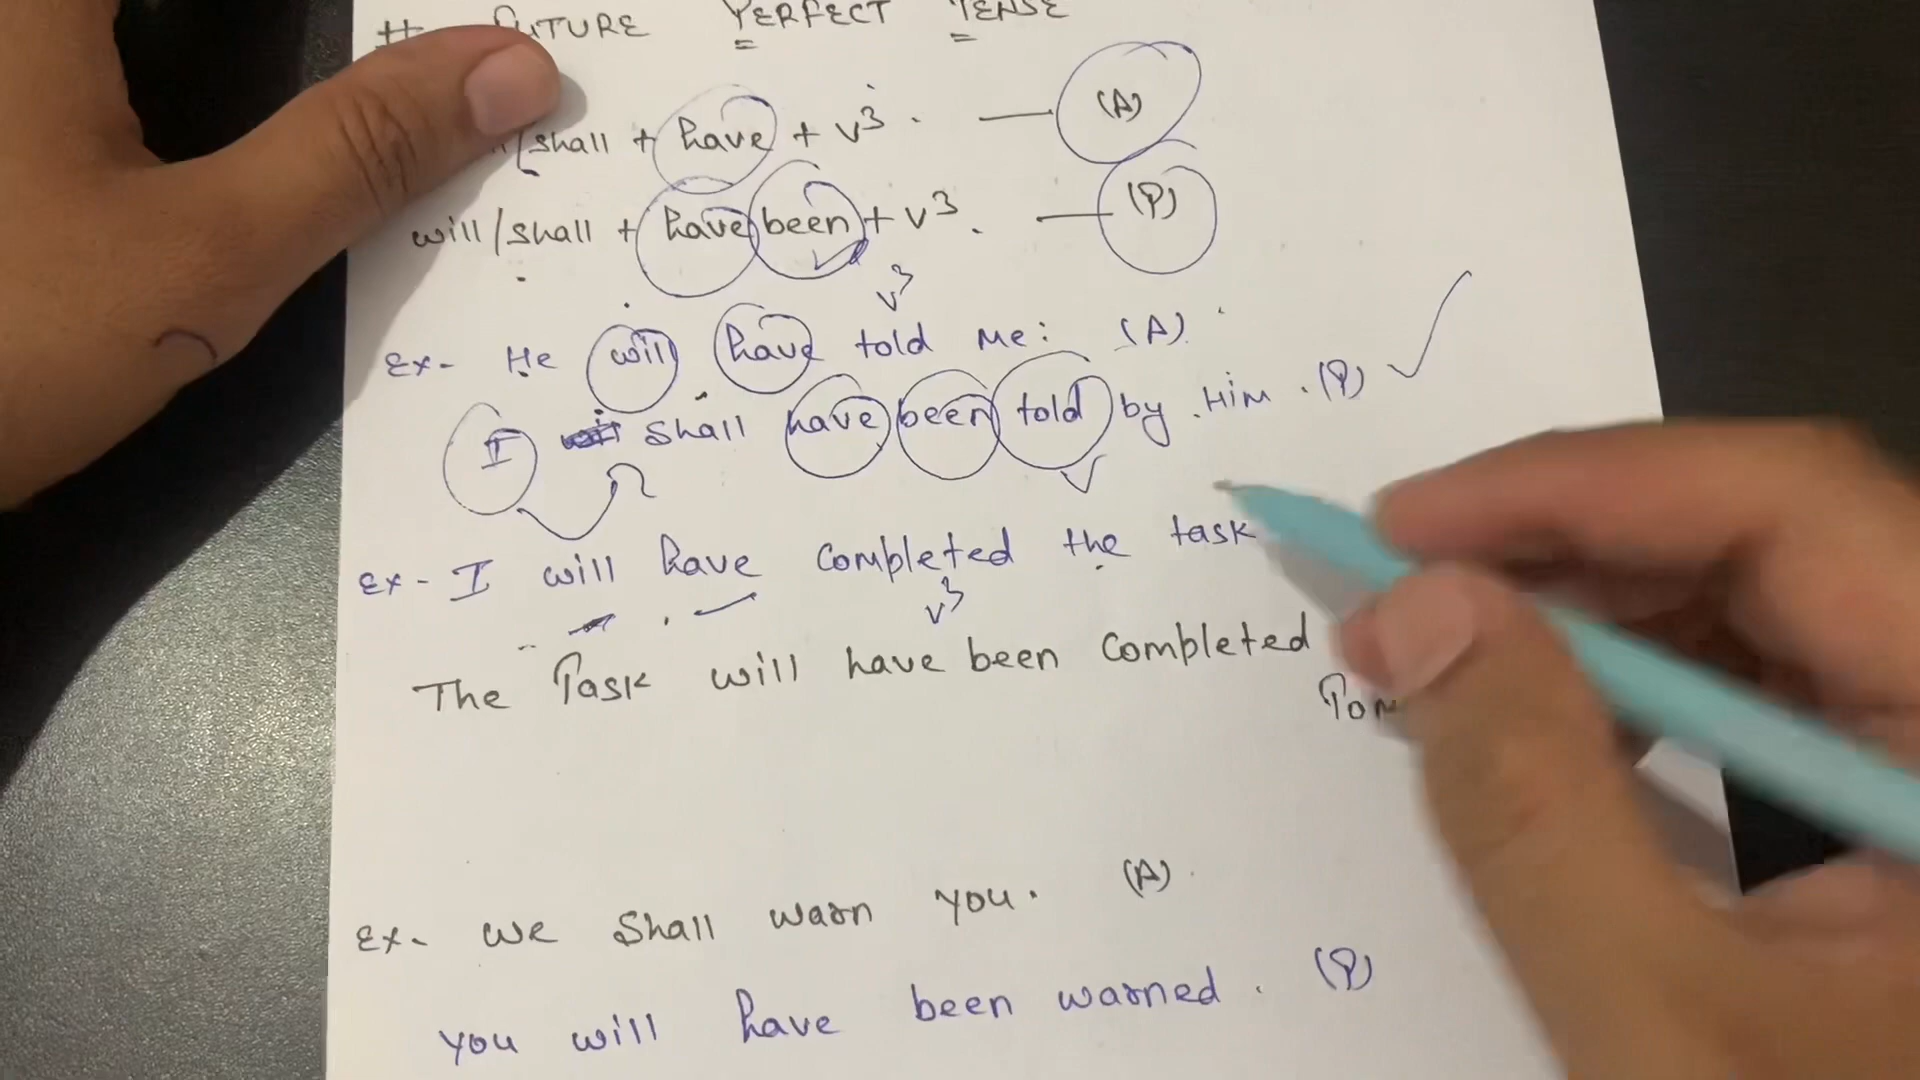 # FUTURE PERFECT TENSE
/shall + have + v3. — (A)
will/shall + have been + v3. — (P)
v3
Ex- He will have told me: (A).
I shall have been told by Him. (P)
Ex- I will have completed the task
v3
The Task will have been completed
Ex- We shall warn you. (A)
you will have been warned. (P)